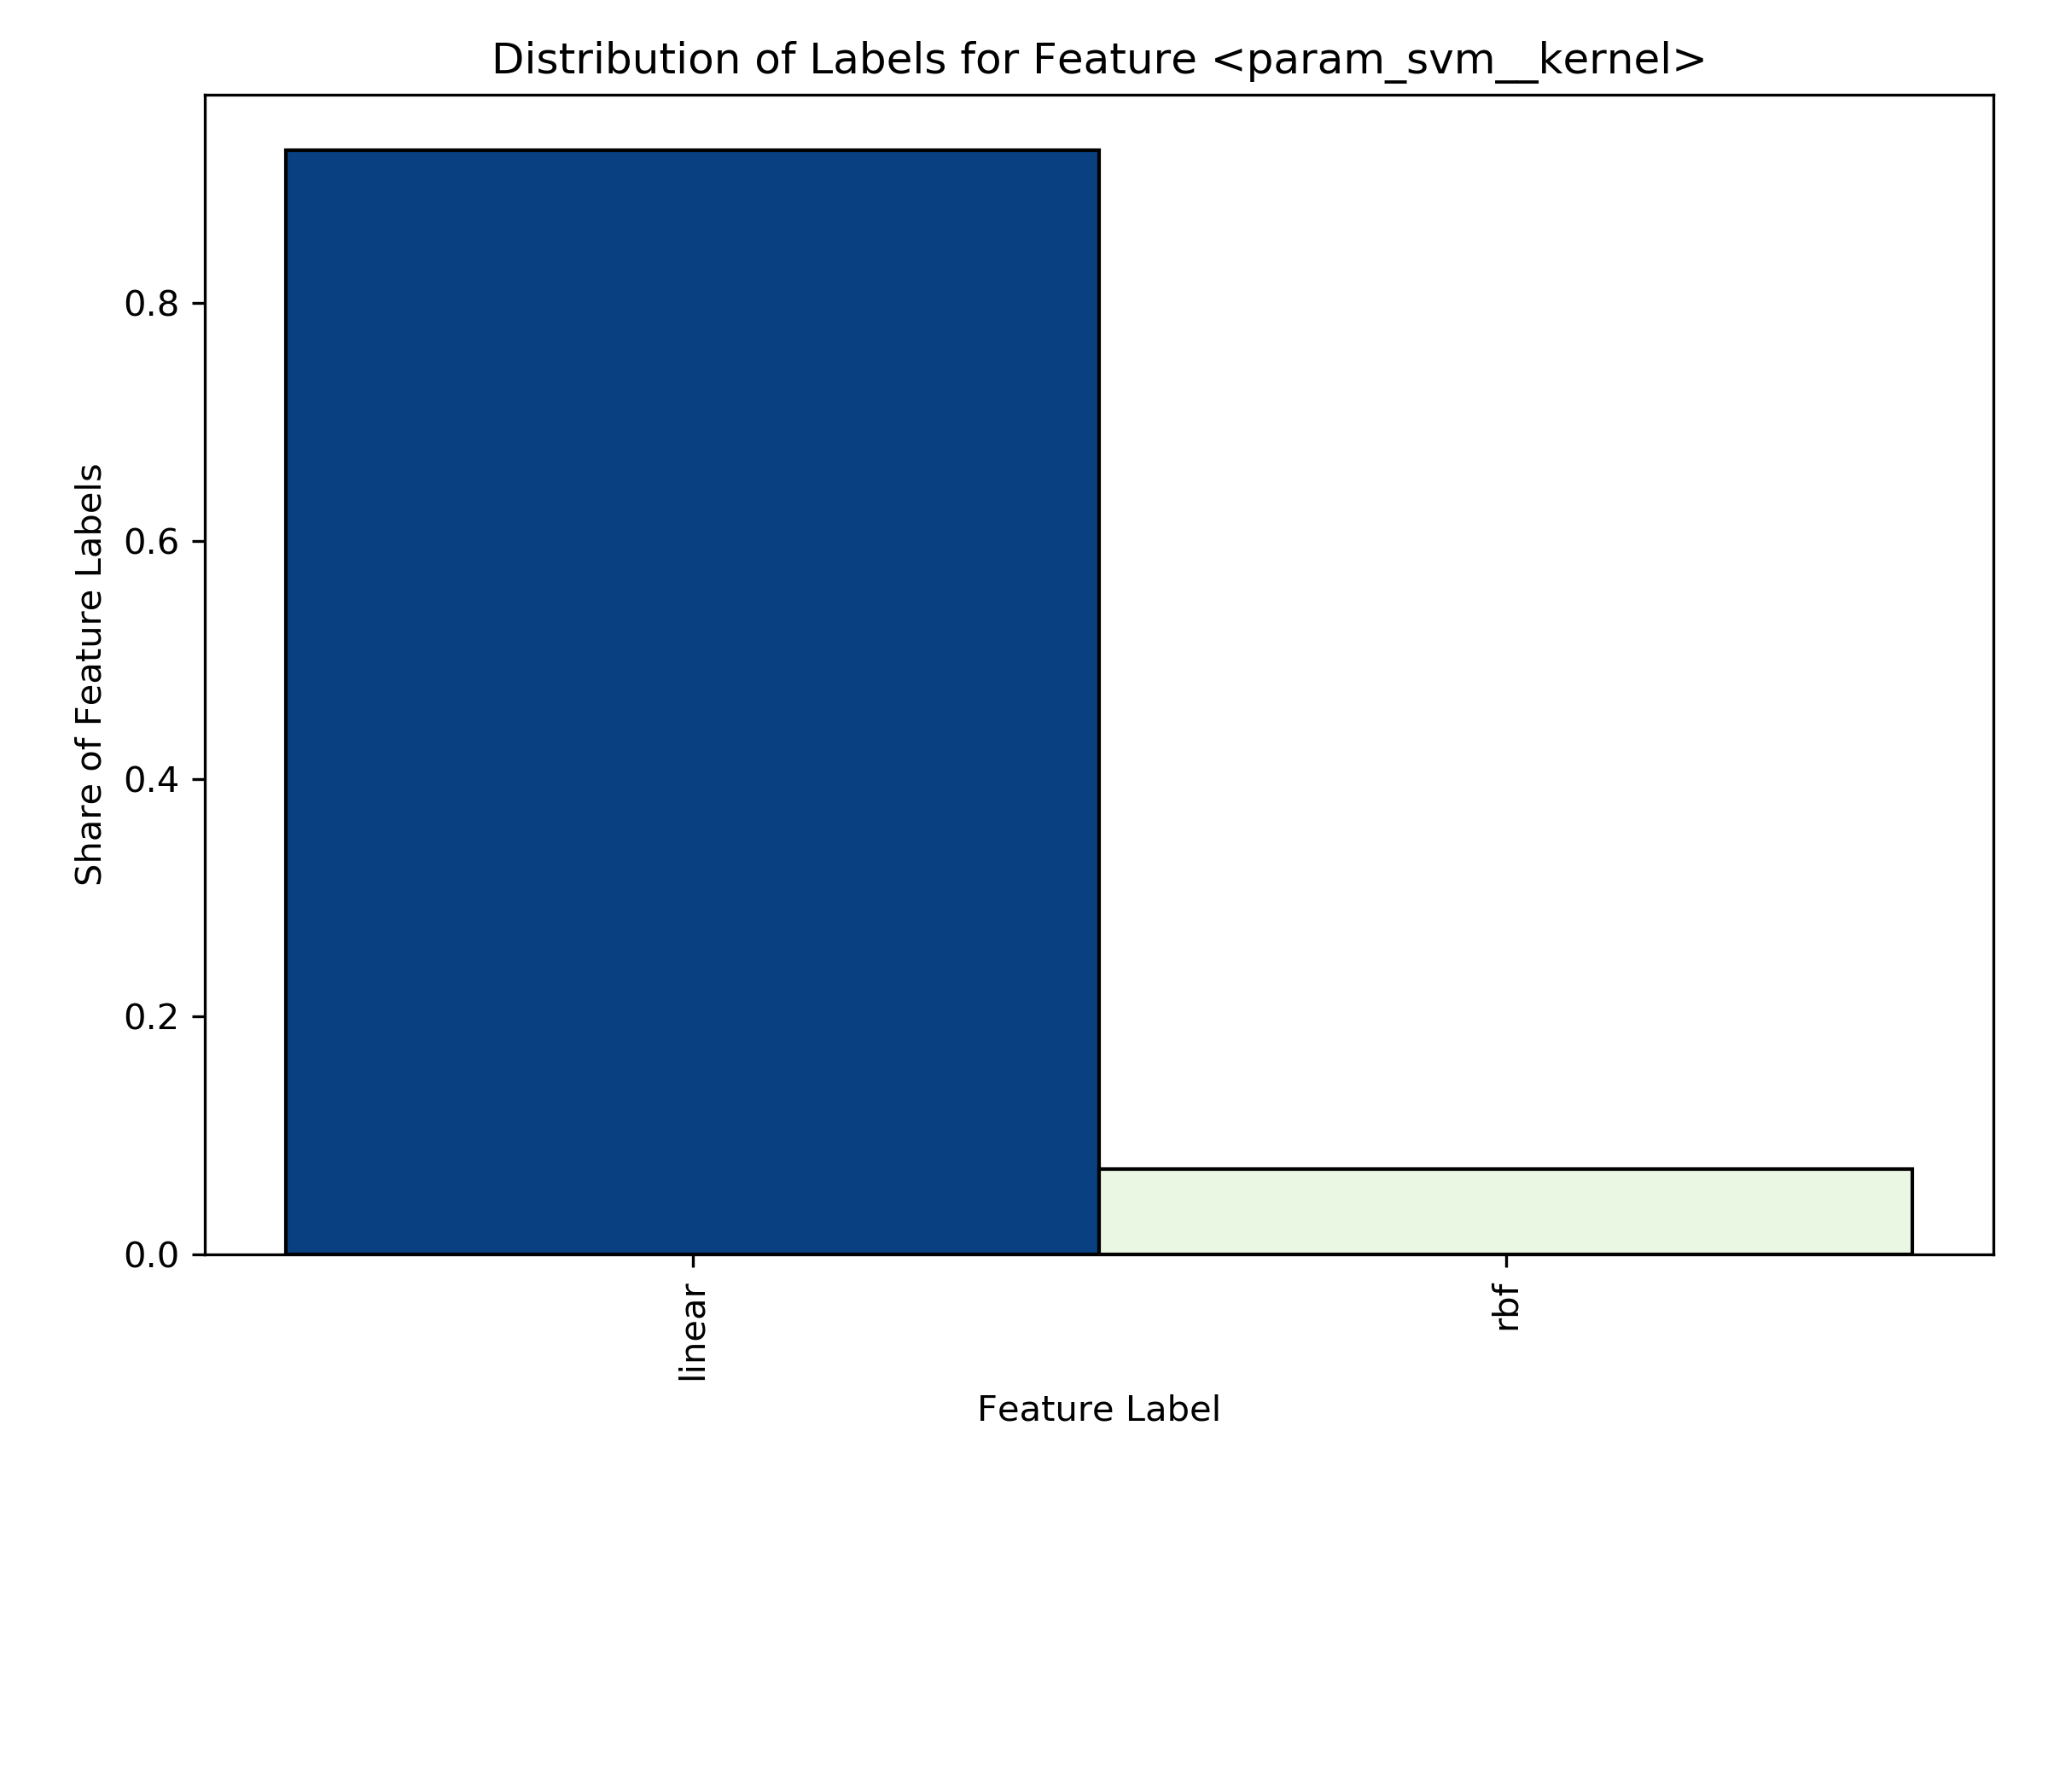 Distribution of Labels for Feature <param_svm__kernel>
Share of Feature Labels
0.8
0.6
0.4
0.2
0.0
linear
rbf
Feature Label